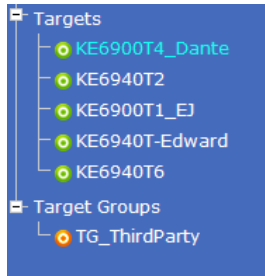 Targets
KE6900T4_Dante
KE6940T2
KE6900T1_EJ
KE6940T-Edward
KE6940T6
Target Groups
TG_ThirdParty